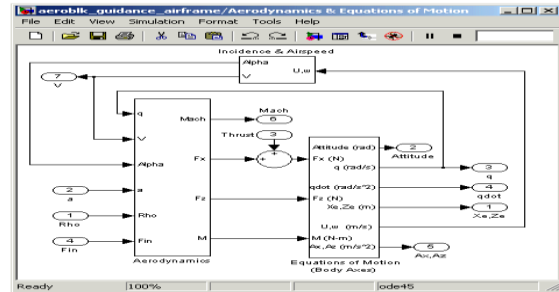 aeroblk_guidance_airframe/Aerodynamics & Equations of Motion
File Edit View Simulation Format Tools Help
Incidence & Airspeed
Alpha
V
U,w
7
V
q
V
Alpha
a
Rho
Fin
Mach
Fx
Fz
M
Aerodynamics
2
a
1
Rho
4
Fin
Mach
6
Thrust
3
Fx (N)
Fz (N)
M (N-m)
Attitude (rad)
q (rad/s)
qdot (rad/s^2)
Xe,Ze (m)
U,w (m/s)
Ax,Az (m/s^2)
Equations of Motion
(Body Axes)
2
Attitude
3
q
4
qdot
1
Xe,Ze
5
Ax,Az
Ready 100% ode45